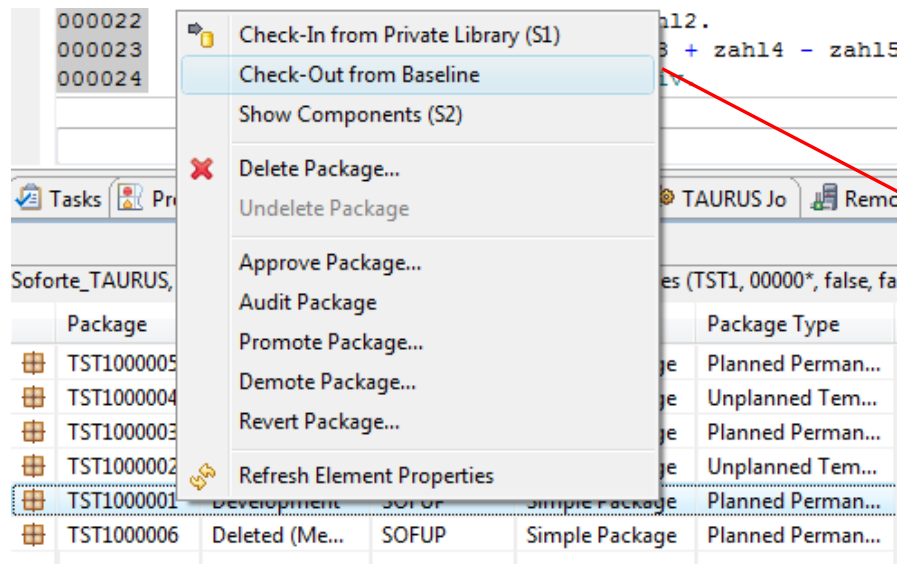 000022 hl2.
000023 3 + zahl4 - zahl5
000024 iv.
Check-In from Private Library (S1)
Check-Out from Baseline
Show Components (S2)
Delete Package...
Undelete Package
Approve Package...
Audit Package
Promote Package...
Demote Package...
Revert Package...
Refresh Element Properties
Tasks Pr TAURUS Jo Remo
Soforte_TAURUS, es (TST1, 00000*, false, fa
Package Package Type
TST1000005 ge Planned Perman...
TST1000004 ge Unplanned Tem...
TST1000003 ge Planned Perman...
TST1000002 ge Unplanned Tem...
TST1000001 Development SOFUP Simple Package Planned Perman...
TST1000006 Deleted (Me... SOFUP Simple Package Planned Perman...